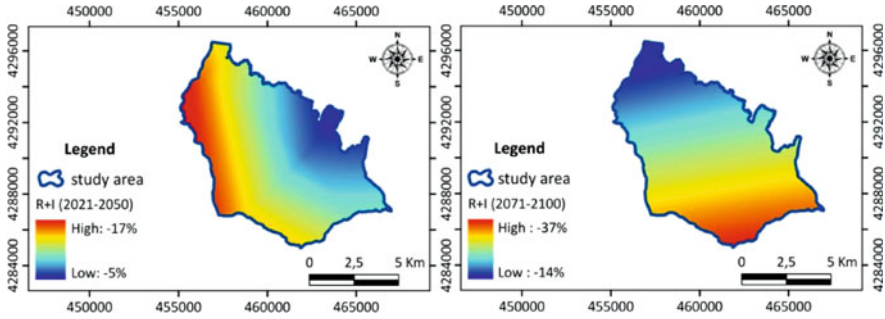 450000 455000 460000 465000
4296000
4292000
4288000
4284000
N
W E
S
Legend
study area
R+I (2021-2050)
High: -17%
Low: -5%
0 2,5 5 Km
450000 455000 460000 465000
450000 455000 460000 465000
4296000
4292000
4288000
4284000
N
W E
S
Legend
study area
R+I (2071-2100)
High : -37%
Low : -14%
0 2,5 5 Km
450000 455000 460000 465000